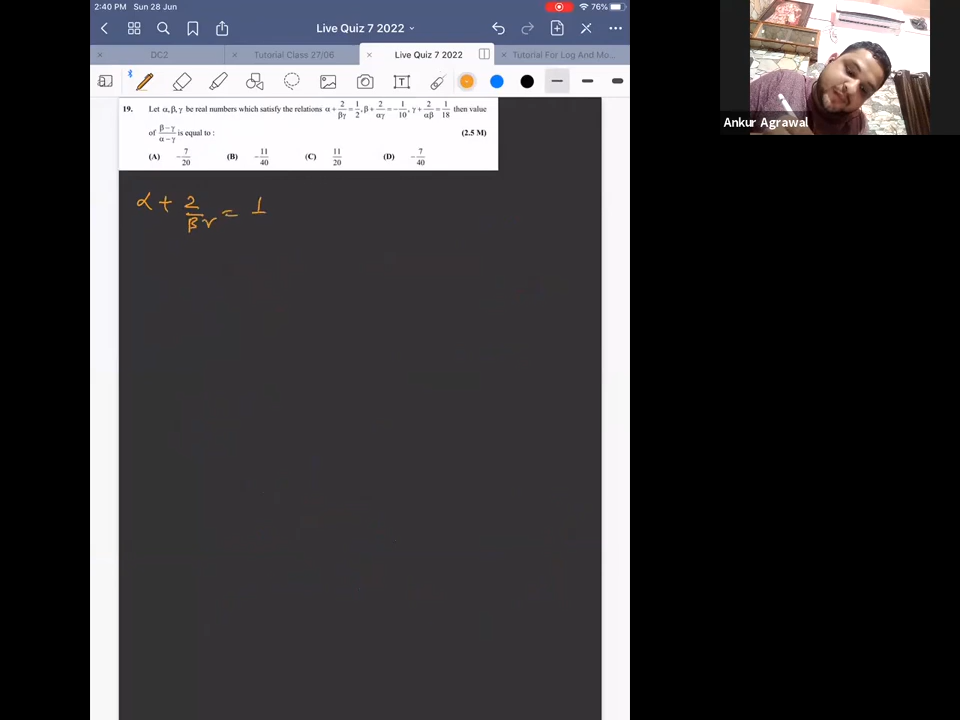 2:40 PM Sun 28 Jun
76%
Live Quiz 7 2022
DC2
Tutorial Class 27/06
Live Quiz 7 2022
Tutorial For Log And Mo...
19. Let α, β, γ be real numbers which satisfy the relations α + 2/βγ = 1/2, β + 2/αγ = -1/10, γ + 2/αβ = 1/18 then value
of β-γ/α-γ is equal to : (2.5 M)
(A) -7/20 (B) -11/40 (C) 11/20 (D) -7/40
α + 2/βγ = 1
Ankur Agrawal